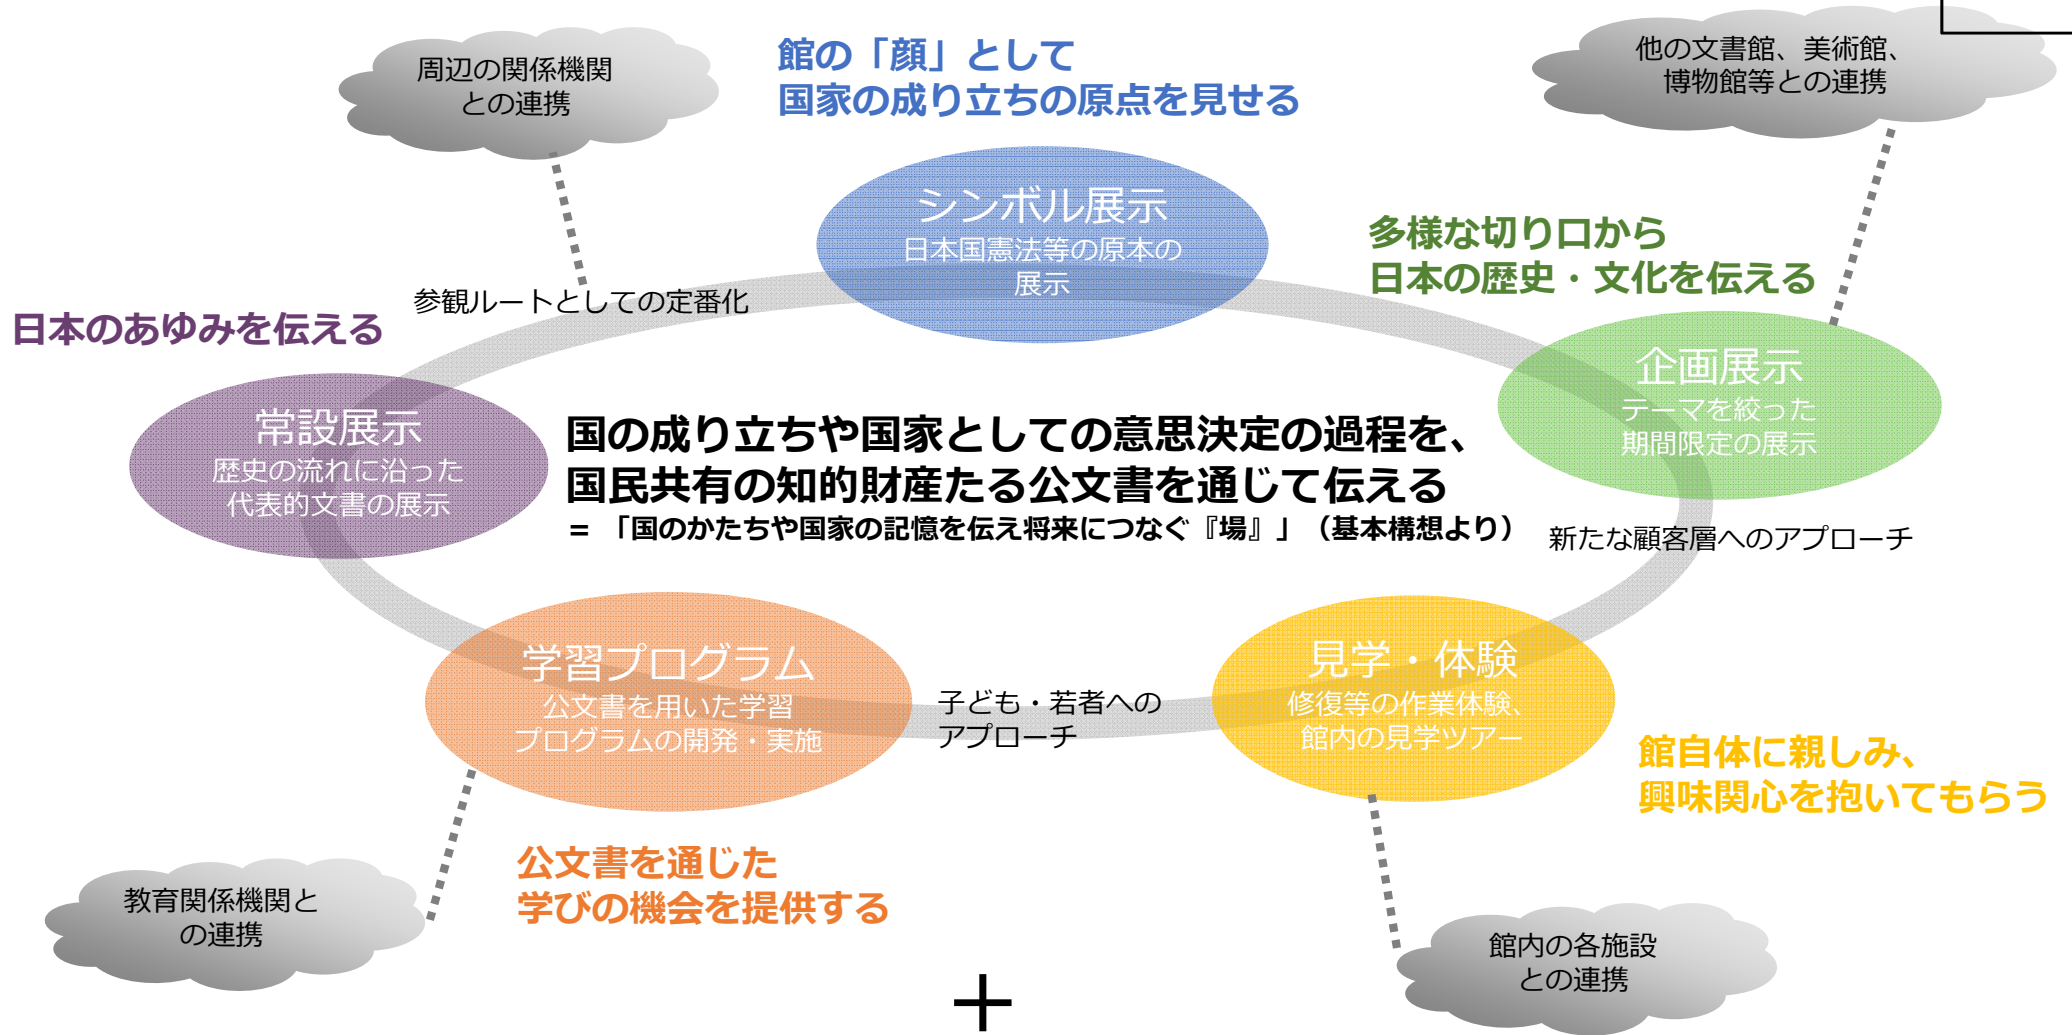 周辺の関係機関
との連携
館の「顔」として
国家の成り立ちの原点を見せる
他の文書館、美術館、
博物館等との連携
シンボル展示
日本国憲法等の原本の
展示
多様な切り口から
日本の歴史・文化を伝える
参観ルートとしての定番化
日本のあゆみを伝える
企画展示
テーマを絞った
期間限定の展示
常設展示
歴史の流れに沿った
代表的文書の展示
国の成り立ちや国家としての意思決定の過程を、
国民共有の知的財産たる公文書を通じて伝える
=「国のかたちや国家の記憶を伝え将来につなぐ『場』」（基本構想より）
新たな顧客層へのアプローチ
学習プログラム
公文書を用いた学習
プログラムの開発・実施
子ども・若者への
アプローチ
見学・体験
修復等の作業体験、
館内の見学ツアー
館自体に親しみ、
興味関心を抱いてもらう
公文書を通じた
学びの機会を提供する
教育関係機関と
の連携
館内の各施設
との連携
＋